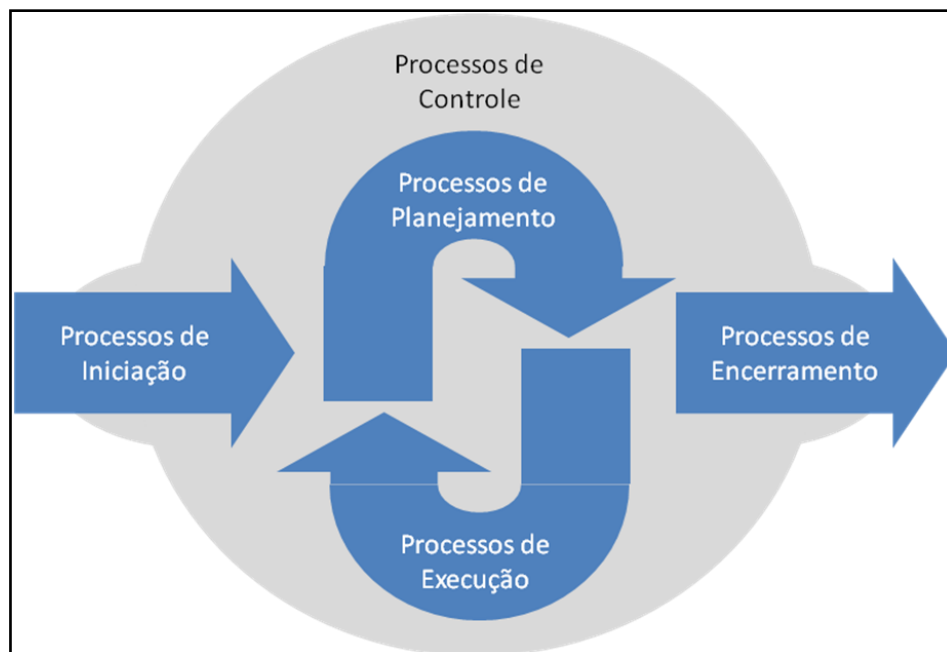 Processos de
Controle
Processos de
Planejamento
Processos de
Iniciação
Processos de
Encerramento
Processos de
Execução